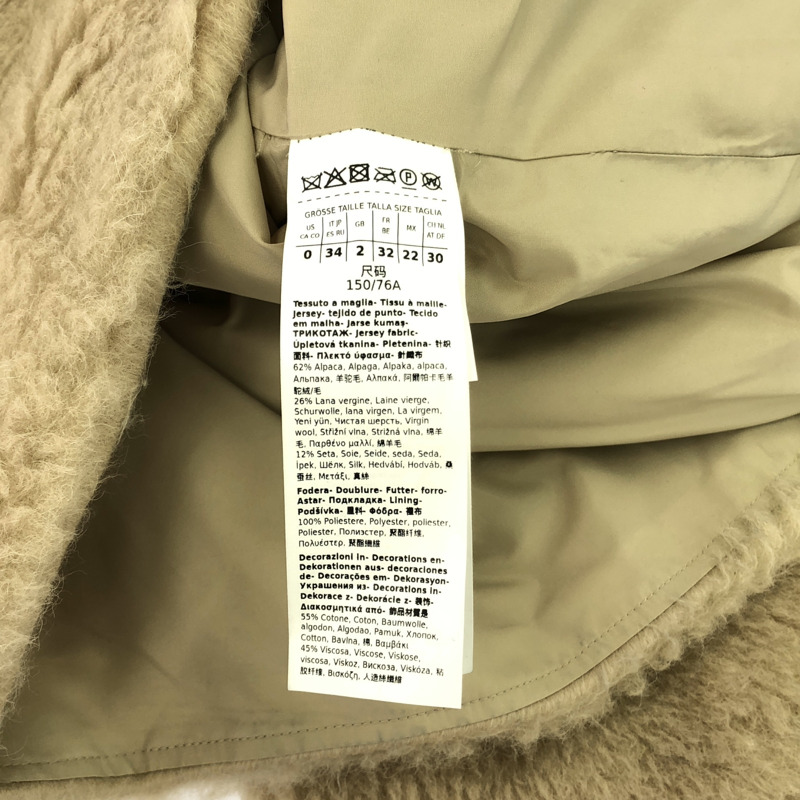 GRÖSSE TAILLE TALLA SIZE TAGLIA
US IT JP GB FR MX CH NL
CA CO ES RU BE AT DE
0 34 2 32 22 30
尺码
150/76A
Tessuto a maglia- Tissu à maille-
Jersey- tejido de punto- Tecido
em malha- Jarse kumaş-
ТРИКОТАЖ- Jersey fabric-
Úpletová tkanina- Pletenina- 针织
面料- Πλεκτό ύφασμα- 針織布
62% Alpaca, Alpaga, Alpaka, alpaca,
Альпака, 羊驼毛, Αλπακά, 阿爾帕卡毛羊
駝絨/毛
26% Lana vergine, Laine vierge,
Schurwolle, lana virgen, La virgem,
Yeni yün, Чистая шерсть, Virgin
wool, Střižní vlna, Strižná vlna, 绵羊
毛, Παρθένο μαλλί, 綿羊毛
12% Seta, Soie, Seide, seda, Seda,
İpek, Шёлк, Silk, Hedvábí, Hodváb, 桑
蚕丝, Μετάξι, 真絲
Fodera- Doublure- Futter- forro-
Astar- Подкладка- Lining-
Podšívka- 里料- Φόδρα- 裡布
100% Poliestere, Polyester, poliester,
Poliester, Полиэстер, 聚酯纤维,
Πολυέστερ, 聚酯纖維
Decorazioni in- Decorations en-
Dekorationen aus- decoraciones
de- Decorações em- Dekorasyon-
Украшения из- Decorations in-
Dekorace z- Dekorácie z- 装饰-
Διακοσμητικά από- 飾品材質是
55% Cotone, Coton, Baumwolle,
algodon, Algodao, Pamuk, Хлопок,
Cotton, Bavlna, 棉, Βαμβάκι
45% Viscosa, Viscose, Viskose,
viscosa, Viskoz, Вискоза, Viskóza, 粘
胶纤维, Βισκόζη, 人造絲纖維